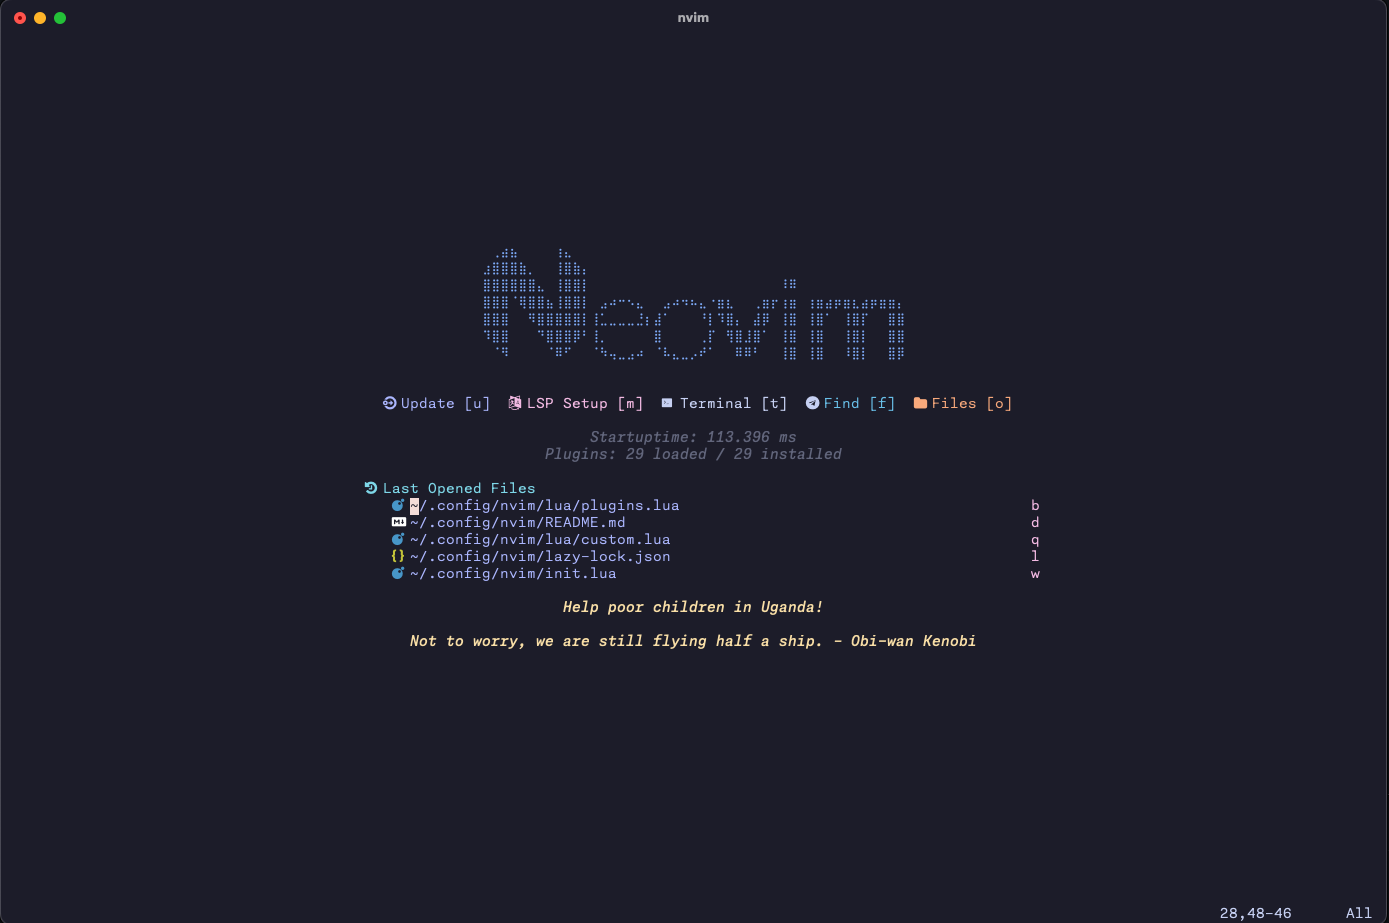 nvim
Neovim
Update [u] LSP Setup [m] Terminal [t] Find [f] Files [o]
Startuptime: 113.396 ms
Plugins: 29 loaded / 29 installed
Last Opened Files
~/.config/nvim/lua/plugins.lua b
~/.config/nvim/README.md d
~/.config/nvim/lua/custom.lua q
~/.config/nvim/lazy-lock.json l
~/.config/nvim/init.lua w
Help poor children in Uganda!
Not to worry, we are still flying half a ship. - Obi-wan Kenobi
28,48-46 All